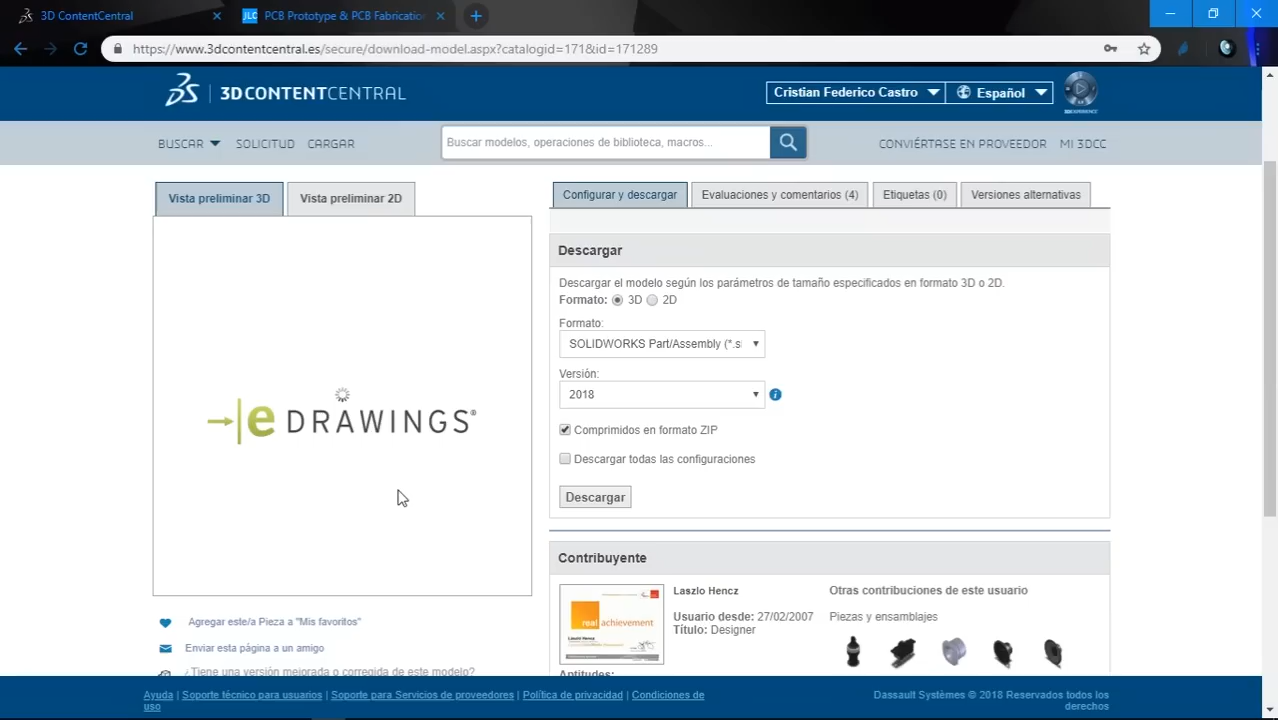 3D ContentCentral
JLC PCB Prototype & PCB Fabrication
https://www.3dcontentcentral.es/secure/download-model.aspx?catalogid=171&id=171289
3DCONTENTCENTRAL
Cristian Federico Castro
Español
3DEXPERIENCE
BUSCAR SOLICITUD CARGAR
Buscar modelos, operaciones de biblioteca, macros...
CONVIÉRTASE EN PROVEEDOR MI 3DCC
Vista preliminar 3D Vista preliminar 2D
eDRAWINGS®
Agregar este/a Pieza a "Mis favoritos"
Enviar esta página a un amigo
¿Tiene una versión mejorada o corregida de este modelo?
Configurar y descargar Evaluaciones y comentarios (4) Etiquetas (0) Versiones alternativas
Descargar
Descargar el modelo según los parámetros de tamaño especificados en formato 3D o 2D.
Formato: 3D 2D
Formato:
SOLIDWORKS Part/Assembly (*.s
Versión:
2018
Comprimidos en formato ZIP
Descargar todas las configuraciones
Descargar
Contribuyente
real achievement
Laszlo Hencz
Usuario desde: 27/02/2007
Título: Designer
Aptitudes:
Otras contribuciones de este usuario
Piezas y ensamblajes
Ayuda | Soporte técnico para usuarios | Soporte para Servicios de proveedores | Política de privacidad | Condiciones de
uso
Dassault Systèmes © 2018 Reservados todos los
derechos